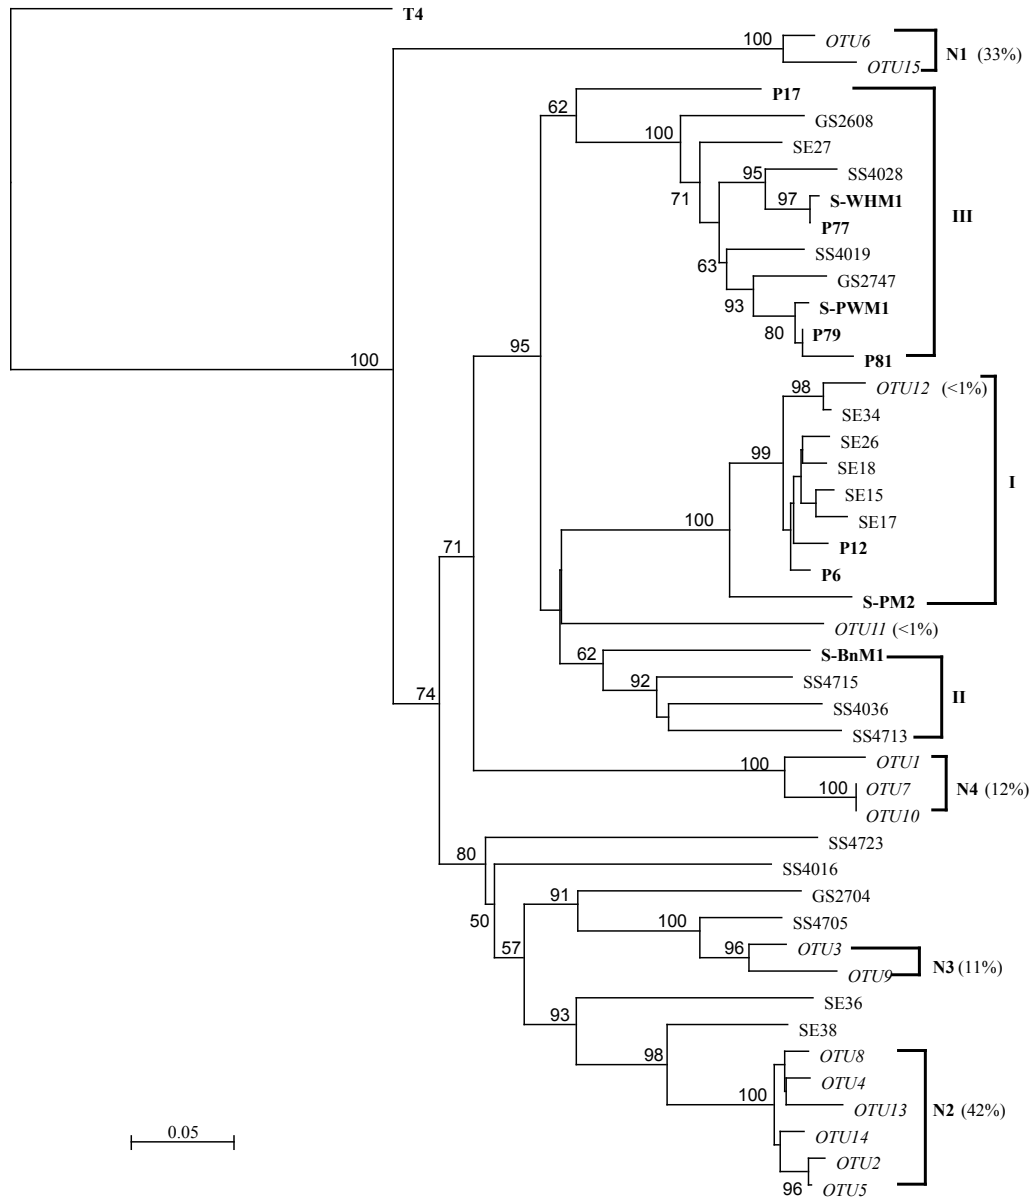 T4
100 OTU6
N1 (33%)
OTU15
P17
62
100 GS2608
SE27
95 SS4028
71 97 S-WHM1
III
P77
SS4019
63
GS2747
93 S-PWM1
80 P79
95
P81
100
98 OTU12 (<1%)
SE34
SE26
99
SE18
I
SE15
100
SE17
71 P12
P6
S-PM2
OTU11 (<1%)
62 S-BnM1
92 SS4715
74 II
SS4036
SS4713
100 OTU1
100 OTU7
N4 (12%)
OTU10
SS4723
80
SS4016
91 GS2704
50 100 SS4705
57 96 OTU3
N3 (11%)
OTU9
SE36
93
SE38
98 OTU8
OTU4
100
OTU13 N2 (42%)
0.05 OTU14
OTU2
96 OTU5